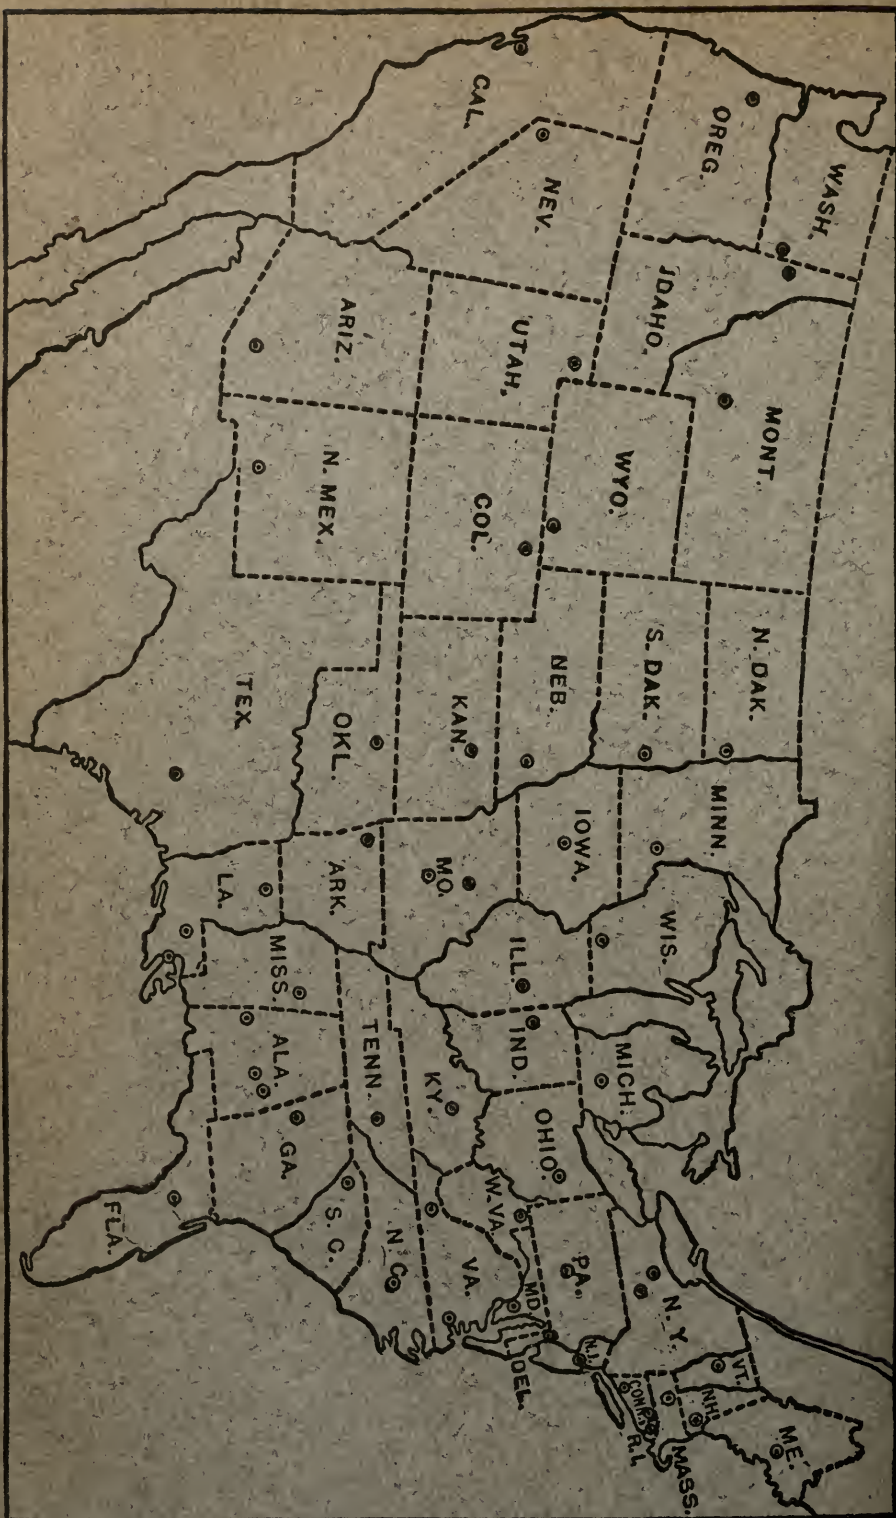 WASH.
OREG.
CAL.
NEV.
IDAHO.
MONT.
WYO.
UTAH.
ARIZ.
COL.
N. MEX.
N. DAK.
S. DAK.
NEB.
KAN.
OKL.
TEX.
MINN.
IOWA.
MO.
ARK.
LA.
WIS.
ILL.
MISS.
MICH.
IND.
OHIO.
KY.
TENN.
ALA.
GA.
FLA.
W. VA.
VA.
N. C.
S. C.
PA.
MD.
DEL.
N. J.
N. Y.
CONN.
R. I.
MASS.
VT.
N.H.
ME.